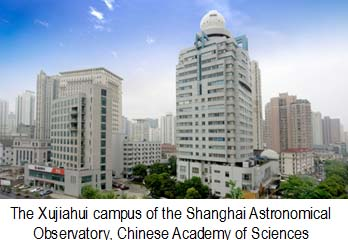 The Xujiahui campus of the Shanghai Astronomical
Observatory, Chinese Academy of Sciences